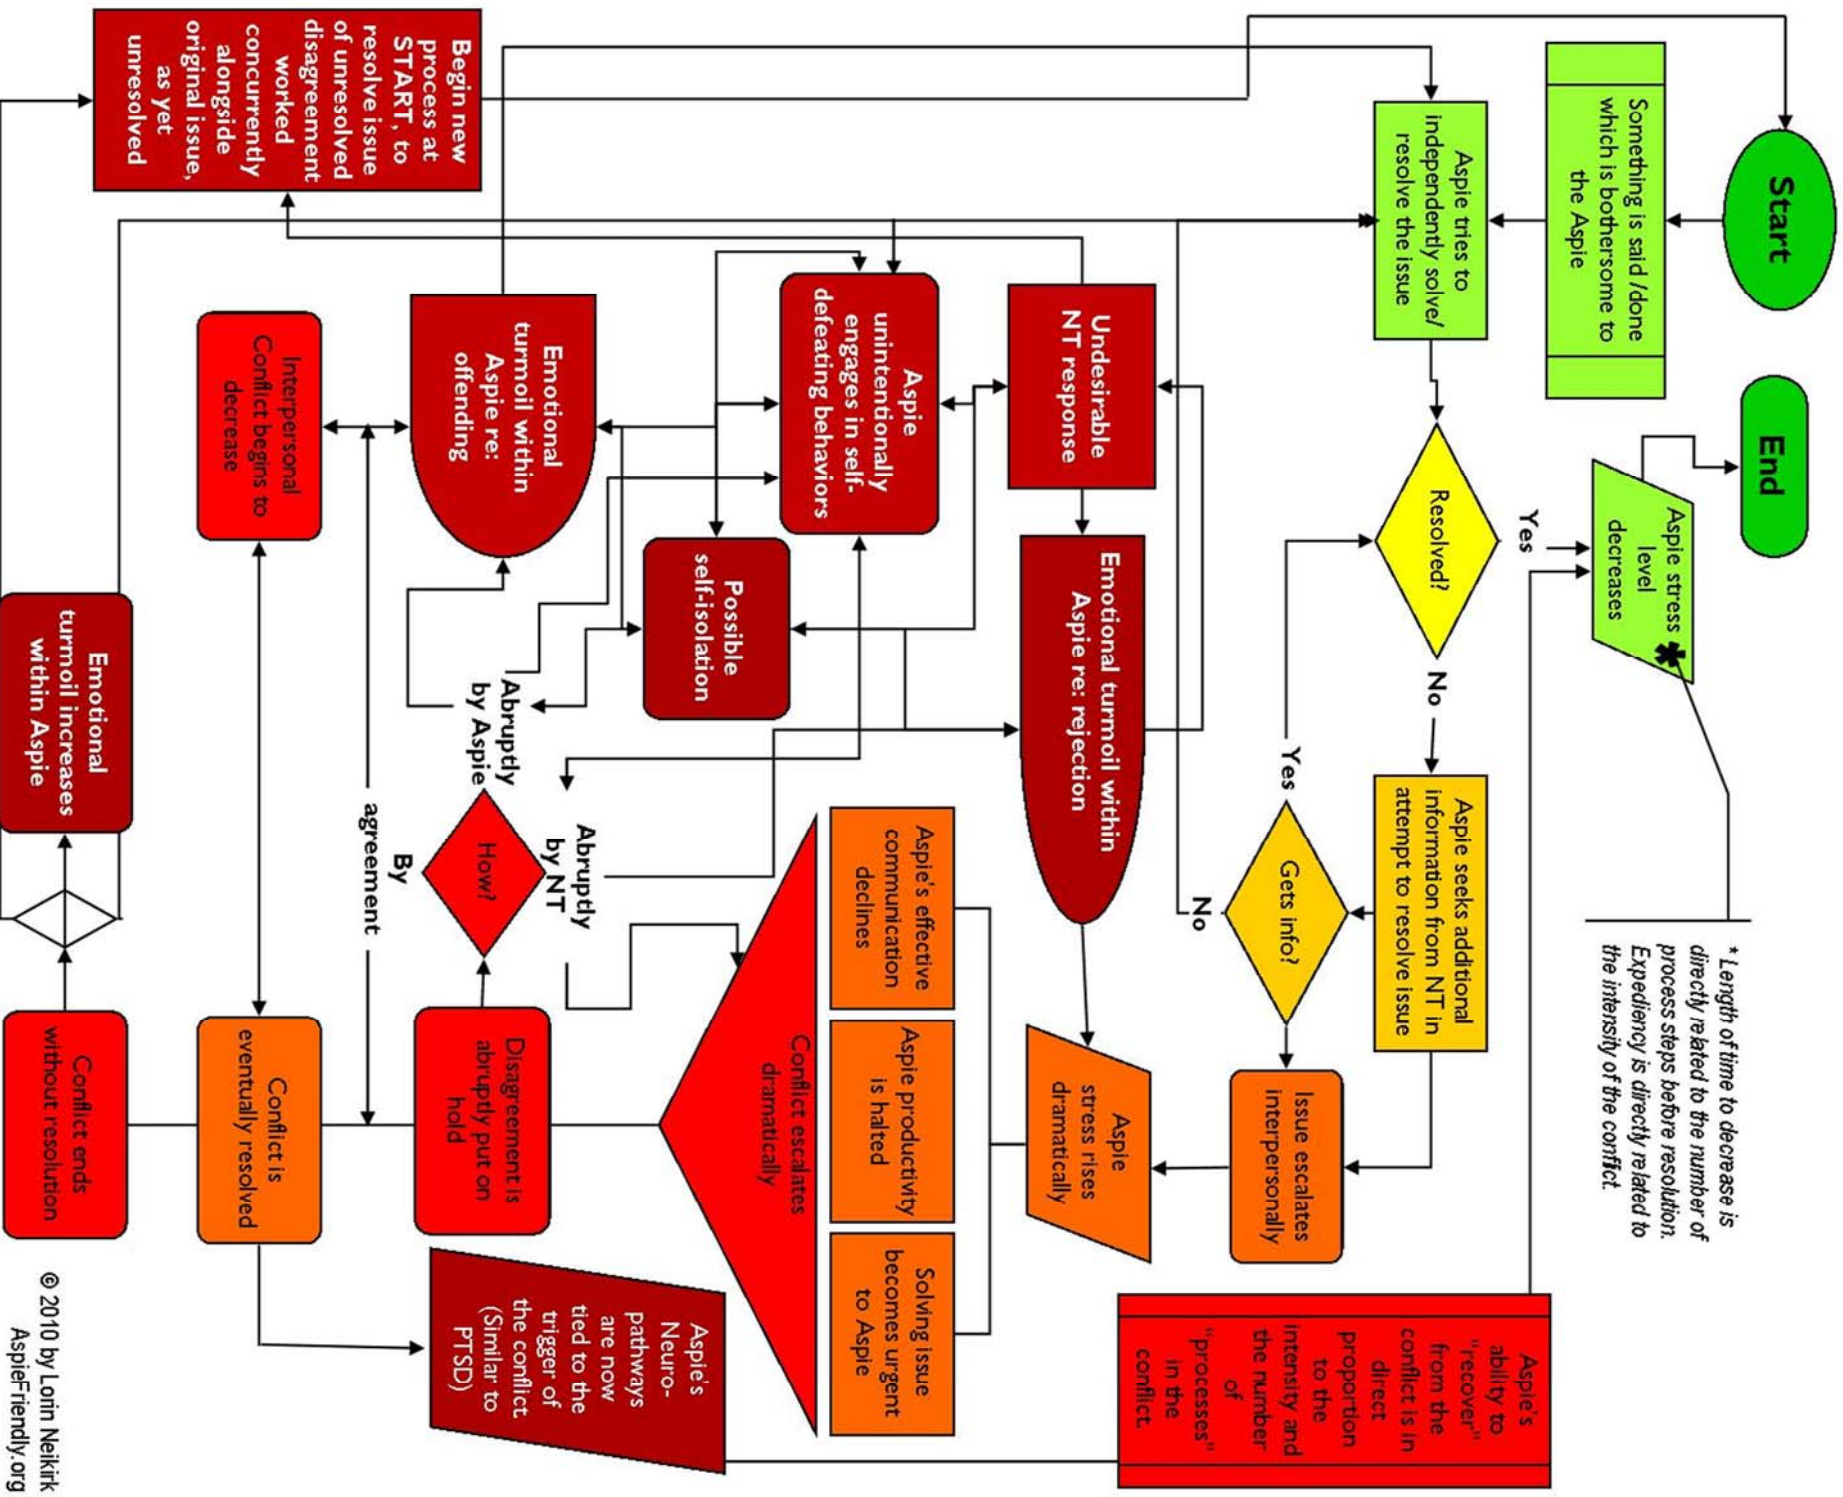 Start
End
Something is said /done
which is bothersome to
the Aspie
Aspie stress
level
decreases
*
* Length of time to decrease is
directly related to the number of
process steps before resolution.
Expediency is directly related to
the intensity of the conflict.
Aspie tries to
independently solve/
resolve the issue
Resolved?
Yes
No
Aspie seeks additional
information from NT in
attempt to resolve issue
Gets info?
Yes
No
Issue escalates
interpersonally
Aspie's
ability to
"recover"
from the
conflict is in
direct
proportion
to the
intensity and
the number
of
"processes"
in the
conflict.
Undesirable
NT response
Emotional turmoil within
Aspie re: rejection
Aspie
stress rises
dramatically
Aspie
unintentionally
engages in self-
defeating behaviors
Possible
self-isolation
Aspie's effective
communication
declines
Aspie productivity
is halted
Solving issue
becomes urgent
to Aspie
Conflict escalates
dramatically
Emotional
turmoil within
Aspie re:
offending
Abruptly
by Aspie
Abruptly
by NT
How?
By
agreement
Disagreement is
abruptly put on
hold
Aspie's
Neuro-
pathways
are now
tied to the
trigger of
the conflict.
(Similar to
PTSD)
Begin new
process at
START, to
resolve issue
of unresolved
disagreement
worked
concurrently
alongside
original issue,
as yet
unresolved
Interpersonal
Conflict begins to
decrease
Conflict is
eventually resolved
Emotional
turmoil increases
within Aspie
Conflict ends
without resolution
© 2010 by Lorin Neikirk
AspieFriendly.org